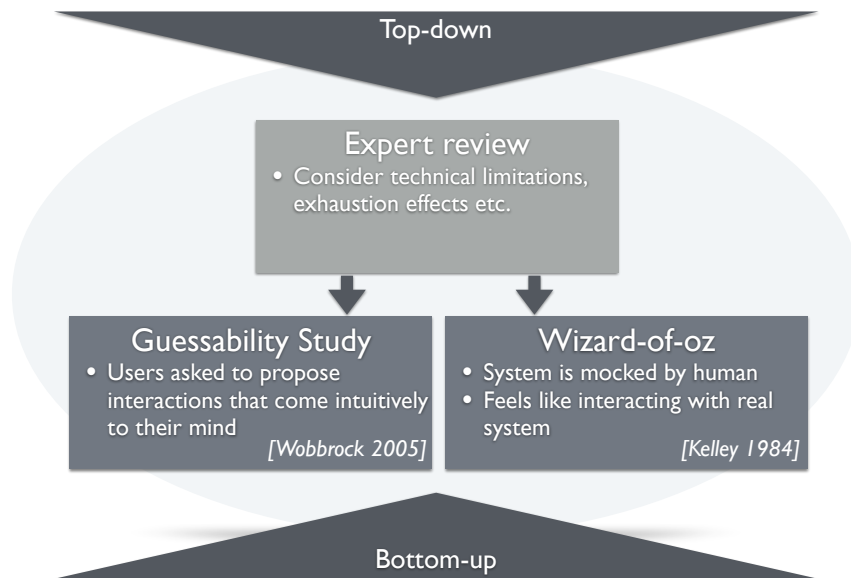 Top-down
Expert review
• Consider technical limitations,
exhaustion effects etc.
Guessability Study
• Users asked to propose
interactions that come intuitively
to their mind
[Wobbrock 2005]
Wizard-of-oz
• System is mocked by human
• Feels like interacting with real
system
[Kelley 1984]
Bottom-up